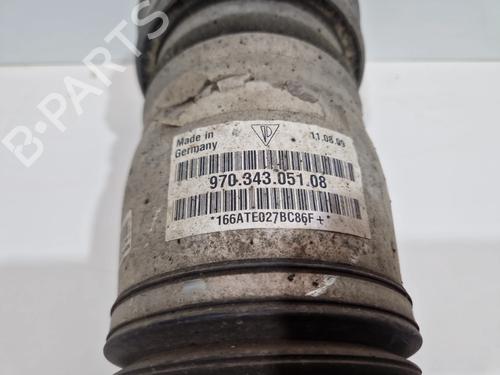 Made in
Germany
11.08.09
970.343.051.08
*166ATE027BC86F+*
B-PARTS